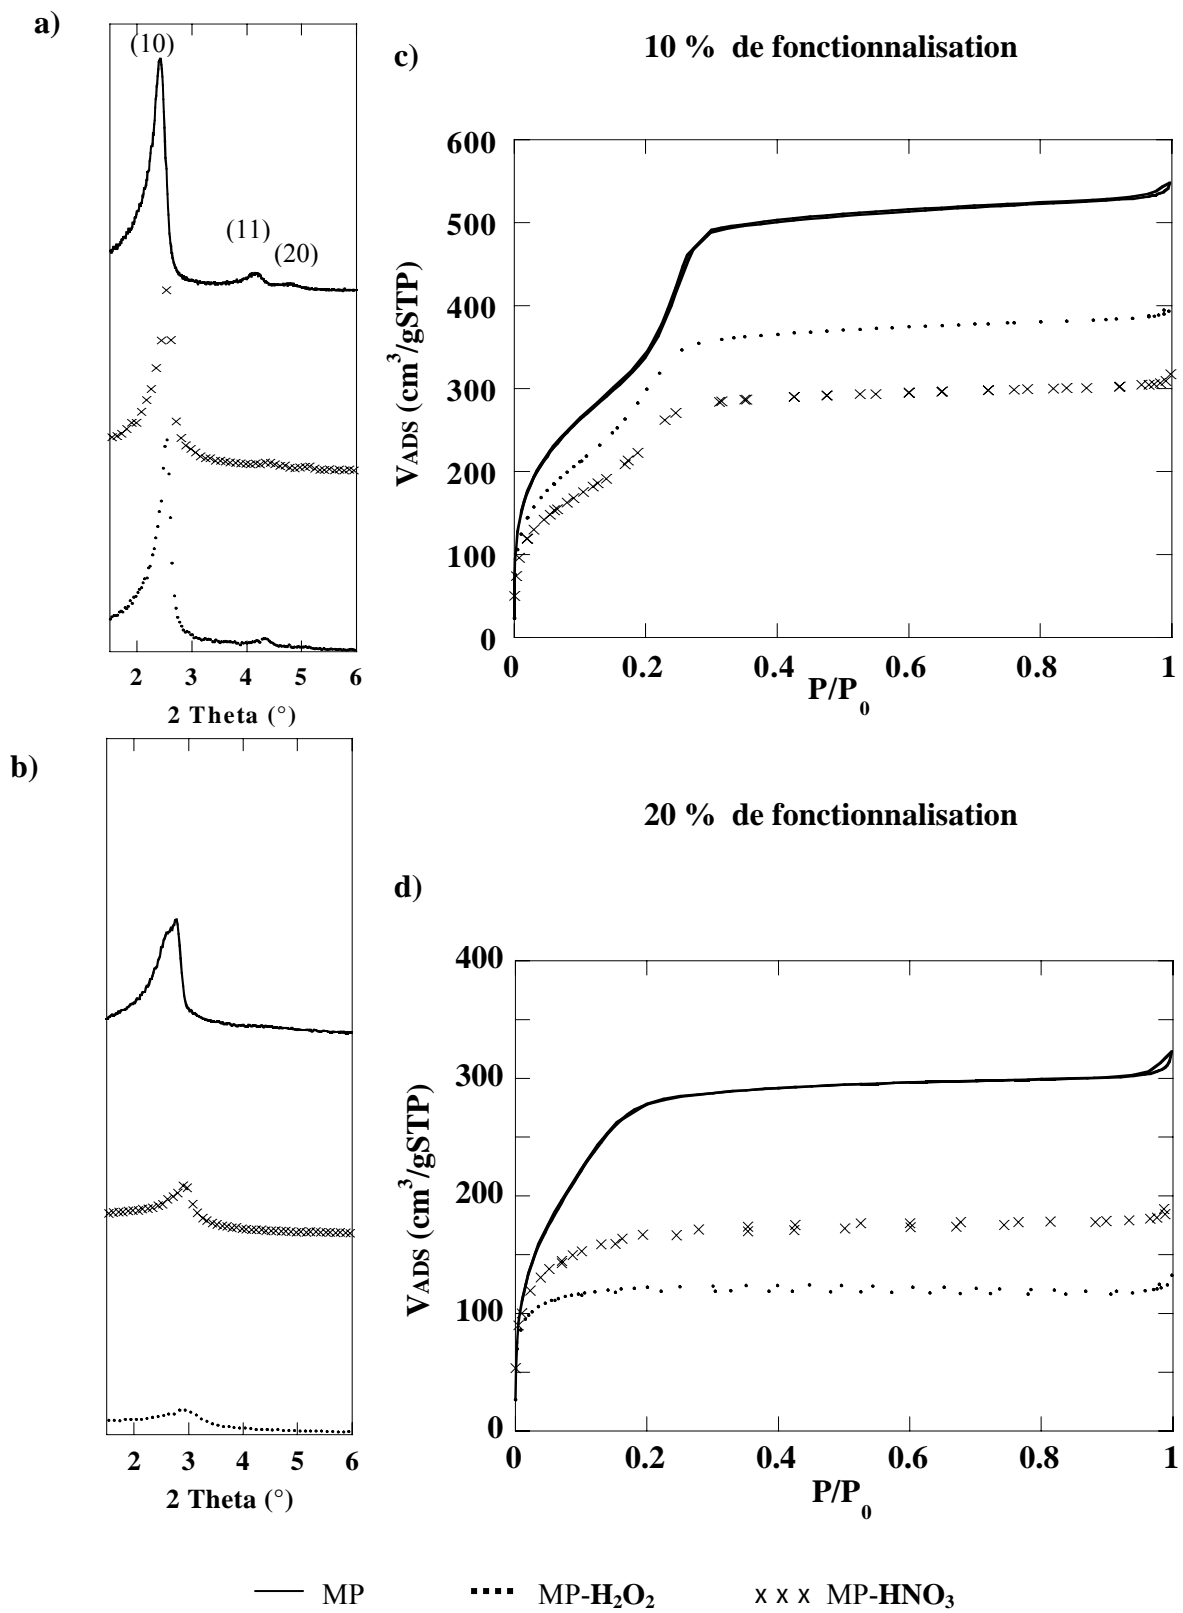 a)
(10)
(11)
(20)
2 3 4 5 6
2 Theta (°)
c)
10 % de fonctionnalisation
600
500
400
300
200
100
0
V_ADS (cm³/gSTP)
0 0.2 0.4 0.6 0.8 1
P/P₀
b)
2 3 4 5 6
2 Theta (°)
20 % de fonctionnalisation
d)
400
300
200
100
0
V_ADS (cm³/gSTP)
0 0.2 0.4 0.6 0.8 1
P/P₀
MP MP-H₂O₂ x x x MP-HNO₃